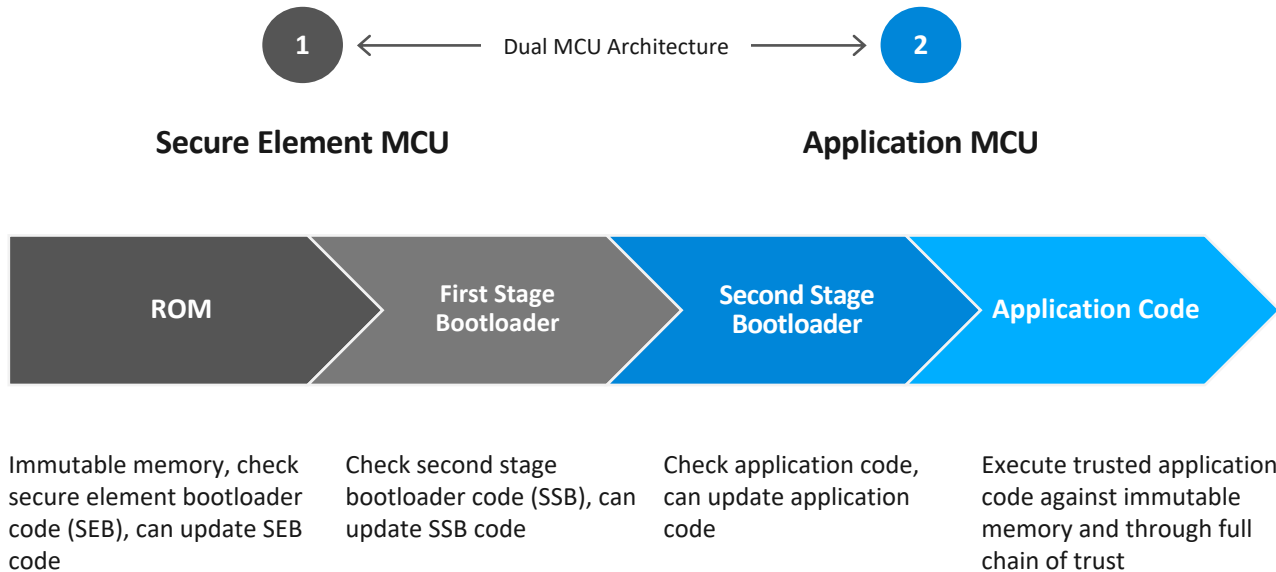 1
Dual MCU Architecture
2
Secure Element MCU
Application MCU
ROM
First Stage
Bootloader
Second Stage
Bootloader
Application Code
Immutable memory, check
secure element bootloader
code (SEB), can update SEB
code
Check second stage
bootloader code (SSB), can
update SSB code
Check application code,
can update application
code
Execute trusted application
code against immutable
memory and through full
chain of trust